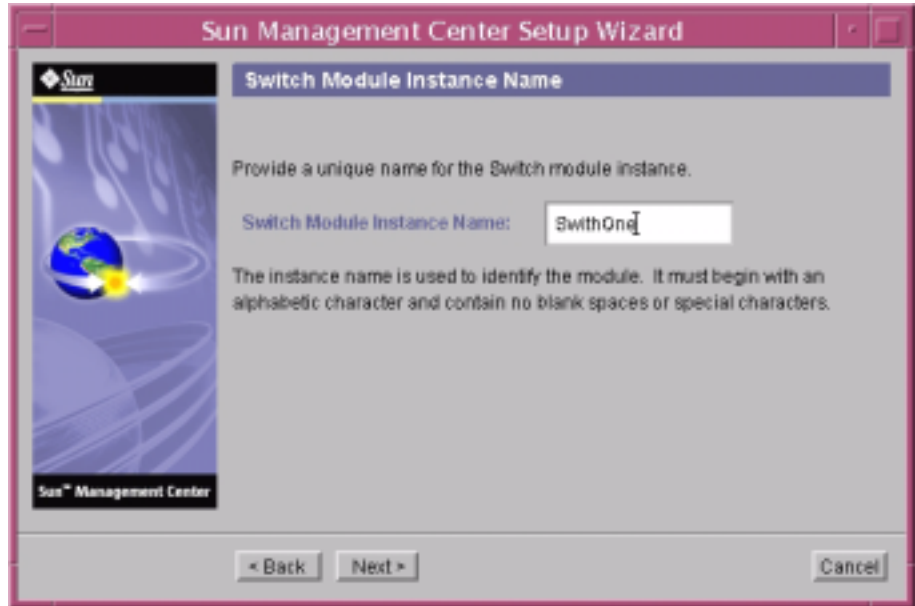 Sun Management Center Setup Wizard
Sun
Switch Module Instance Name
Provide a unique name for the Switch module instance.
Switch Module Instance Name: SwithOne
The instance name is used to identify the module. It must begin with an
alphabetic character and contain no blank spaces or special characters.
Sun™ Management Center
< Back Next > Cancel